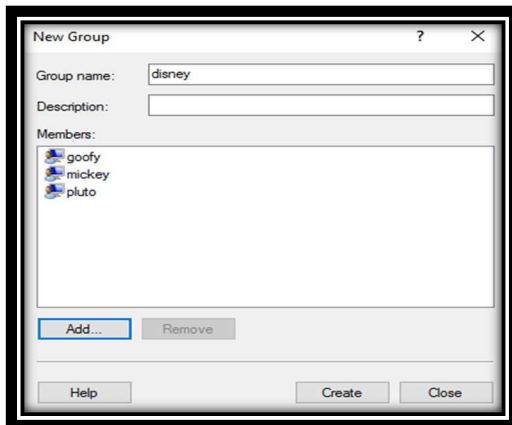 New Group ?
Group name: disney
Description:
Members:
goofy
mickey
pluto
Add... Remove
Help Create Close